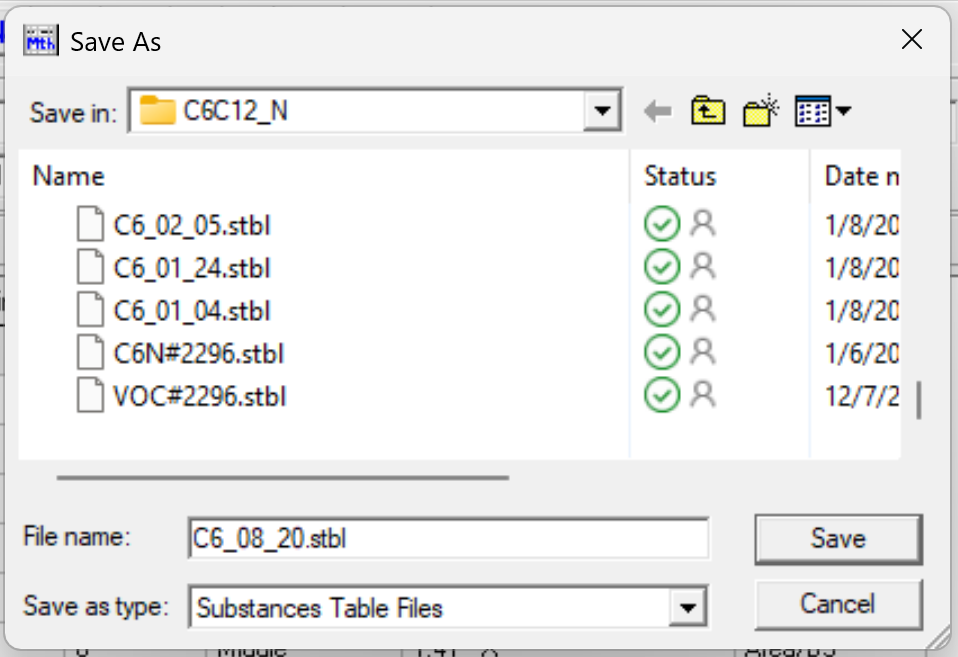 Mth Save As
Save in: C6C12_N
Name Status Date n
C6_02_05.stbl 1/8/20
C6_01_24.stbl 1/8/20
C6_01_04.stbl 1/8/20
C6N#2296.stbl 1/6/20
VOC#2296.stbl 12/7/2
File name: C6_08_20.stbl Save
Save as type: Substances Table Files Cancel